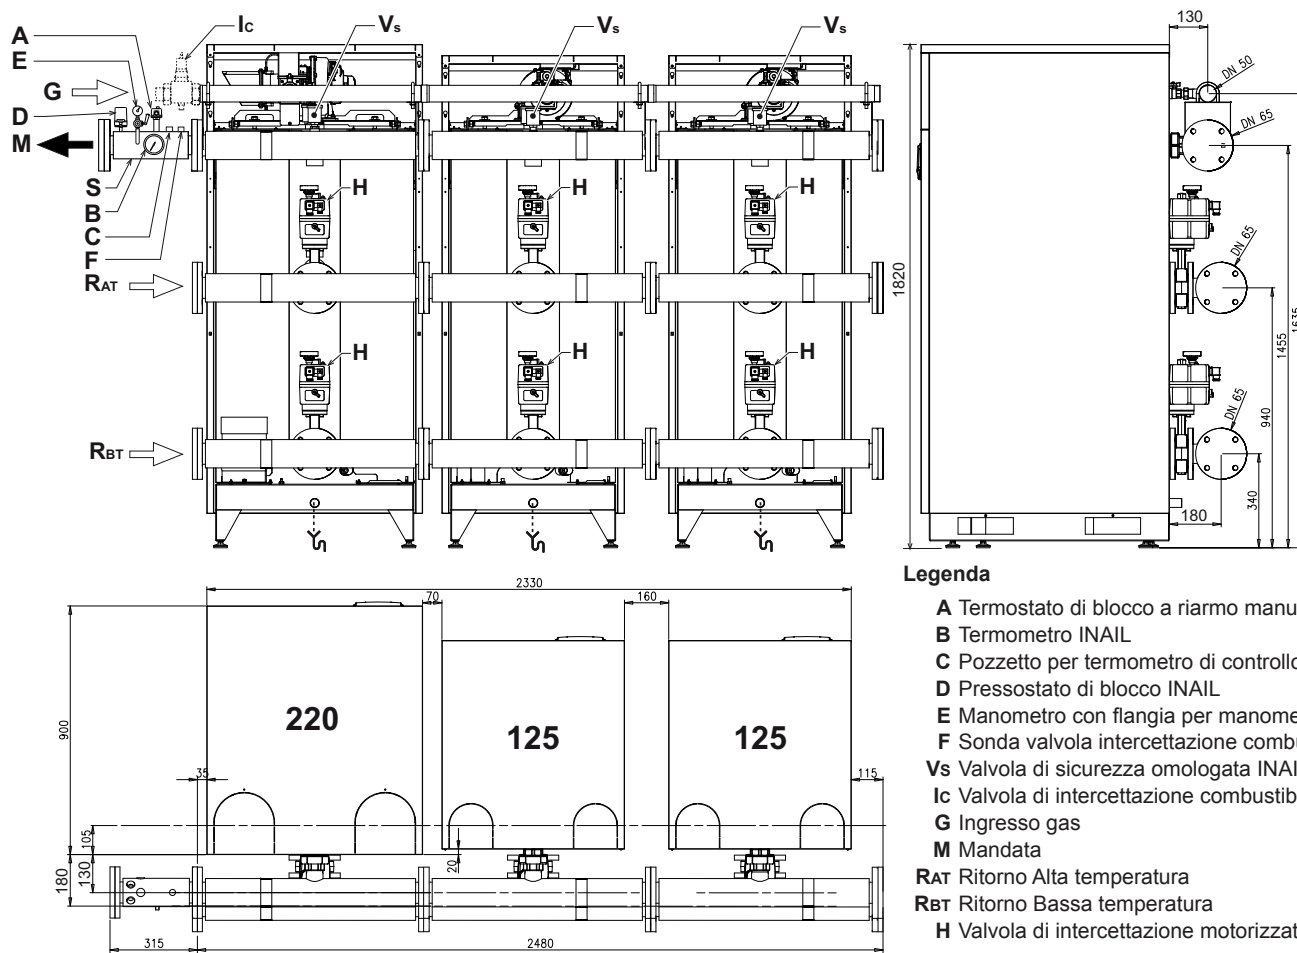 A
E
G
D
M
S
B
C
F
RAT
RBT
Ic
Vs
Vs
Vs
H
H
H
H
H
H
130
DN 50
DN 65
DN 65
DN 65
1820
1635
1455
940
340
180
2330
70
160
900
220
125
125
35
115
105
130
180
20
315
2480
Legenda
A Termostato di blocco a riarmo manu
B Termometro INAIL
C Pozzetto per termometro di controllo
D Pressostato di blocco INAIL
E Manometro con flangia per manome
F Sonda valvola intercettazione combu
Vs Valvola di sicurezza omologata INAI
Ic Valvola di intercettazione combustib
G Ingresso gas
M Mandata
RAT Ritorno Alta temperatura
RBT Ritorno Bassa temperatura
H Valvola di intercettazione motorizzat